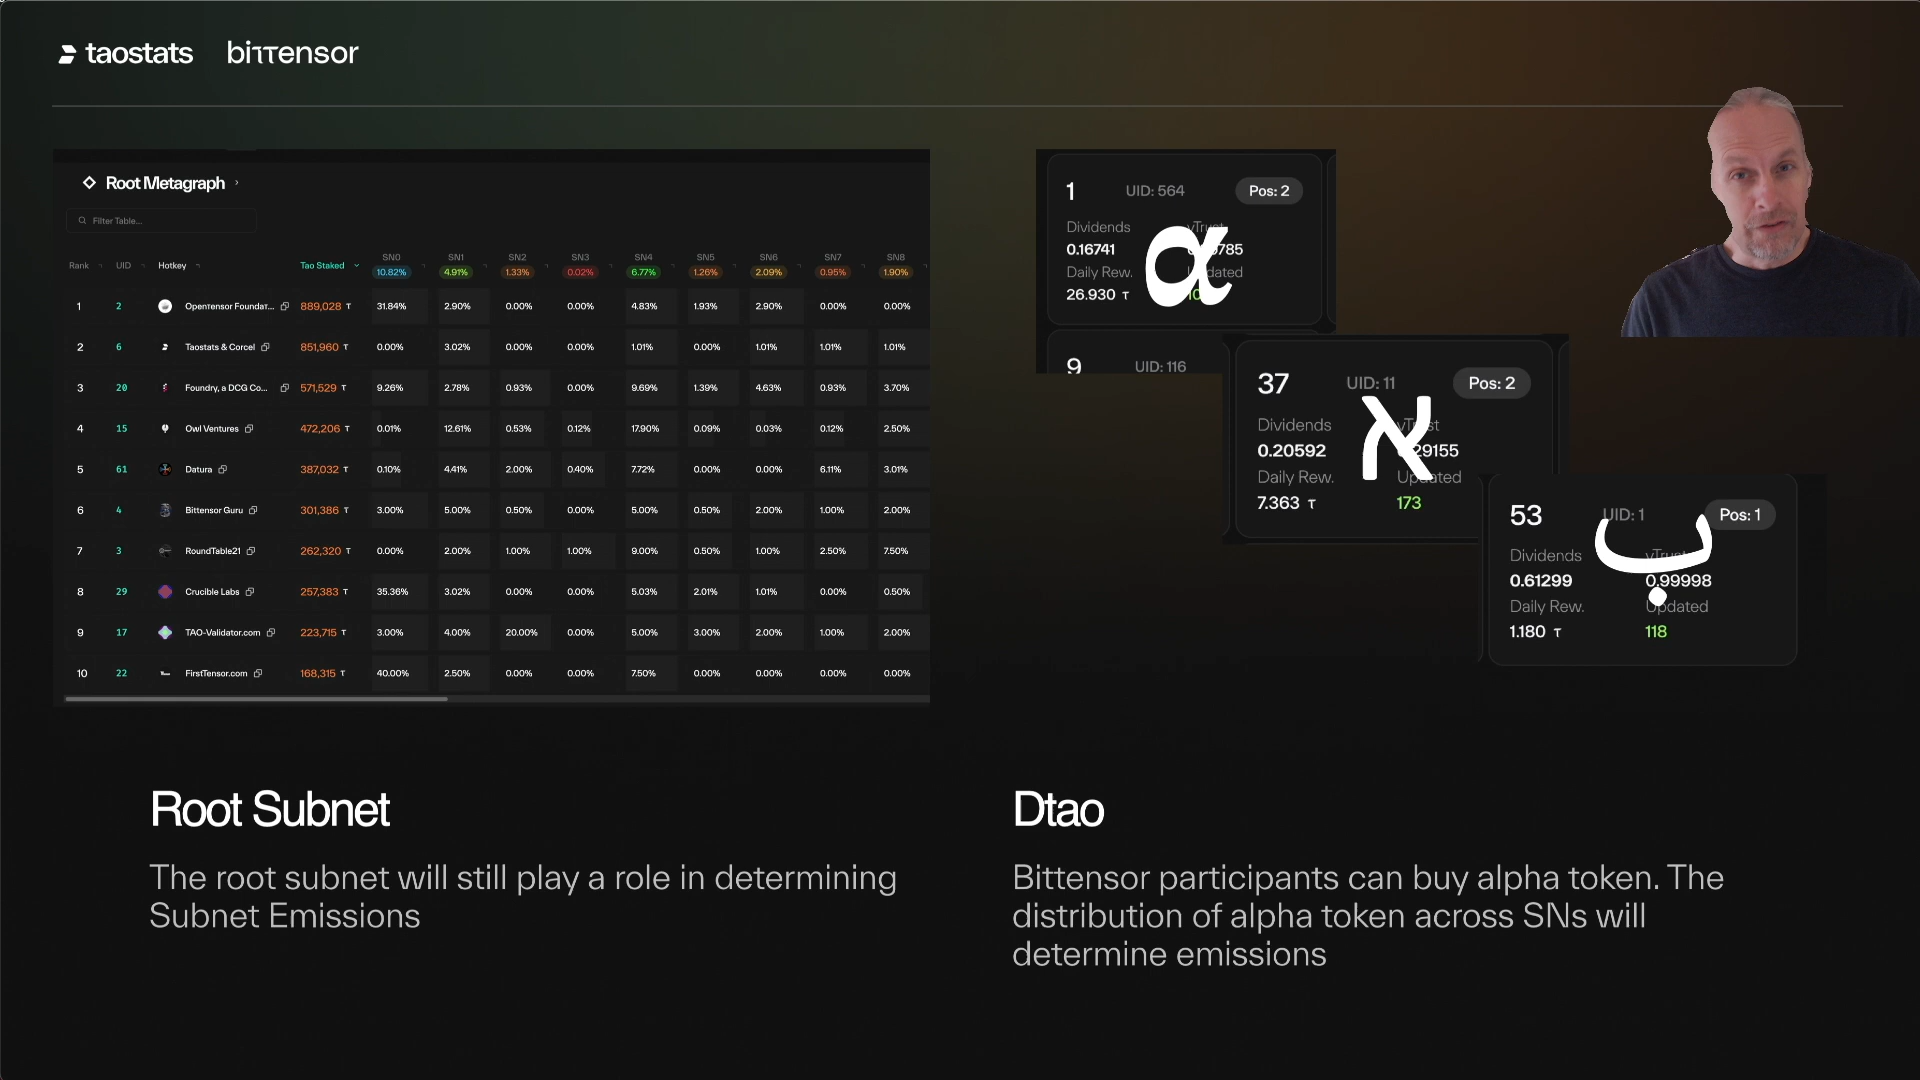 taostats bittensor
Root Metagraph
Filter Table...
Rank UID Hotkey Tao Staked SN0 SN1 SN2 SN3 SN4 SN5 SN6 SN7 SN8
10.82% 4.91% 1.33% 0.02% 6.77% 1.26% 2.09% 0.95% 1.90%
1 2 Opentensor Foundat... 889,028 τ 31.84% 2.90% 0.00% 0.00% 4.83% 1.93% 2.90% 0.00% 0.00%
2 6 Taostats & Corcel 851,960 τ 0.00% 3.02% 0.00% 0.00% 1.01% 0.00% 1.01% 1.01% 1.01%
3 20 Foundry, a DCG Co... 571,529 τ 9.26% 2.78% 0.93% 0.00% 9.69% 1.39% 4.63% 0.93% 3.70%
4 15 Owl Ventures 472,206 τ 0.01% 12.61% 0.53% 0.12% 17.90% 0.09% 0.03% 0.12% 2.50%
5 61 Datura 387,032 τ 0.10% 4.41% 2.00% 0.40% 7.72% 0.00% 0.00% 6.11% 3.01%
6 4 Bittensor Guru 301,386 τ 3.00% 5.00% 0.50% 0.00% 5.00% 0.50% 2.00% 1.00% 2.00%
7 3 RoundTable21 262,320 τ 0.00% 2.00% 1.00% 1.00% 9.00% 0.50% 1.00% 2.50% 7.50%
8 29 Crucible Labs 257,383 τ 35.36% 3.02% 0.00% 0.00% 5.03% 2.01% 1.01% 0.00% 0.50%
9 17 TAO-Validator.com 223,715 τ 3.00% 4.00% 20.00% 0.00% 5.00% 3.00% 2.00% 1.00% 2.00%
10 22 FirstTensor.com 168,315 τ 40.00% 2.50% 0.00% 0.00% 7.50% 0.00% 0.00% 0.00% 0.00%
1 UID: 564 Pos: 2
Dividends
0.16741
Daily Rew.
26.930 τ
α
9 UID: 116
37 UID: 11 Pos: 2
Dividends
0.20592
Daily Rew. Updated
7.363 τ 173
א
53 UID: 1 Pos: 1
Dividends vTrust
0.61299 0.99998
Daily Rew. Updated
1.180 τ 118
ب
Root Subnet
The root subnet will still play a role in determining
Subnet Emissions
Dtao
Bittensor participants can buy alpha token. The
distribution of alpha token across SNs will
determine emissions